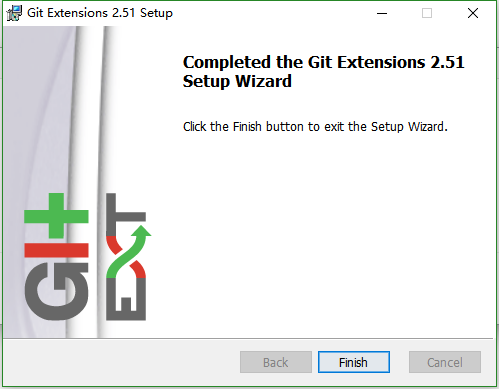 Git Extensions 2.51 Setup
Completed the Git Extensions 2.51
Setup Wizard
Click the Finish button to exit the Setup Wizard.
GIT
EXT
Back
Finish
Cancel